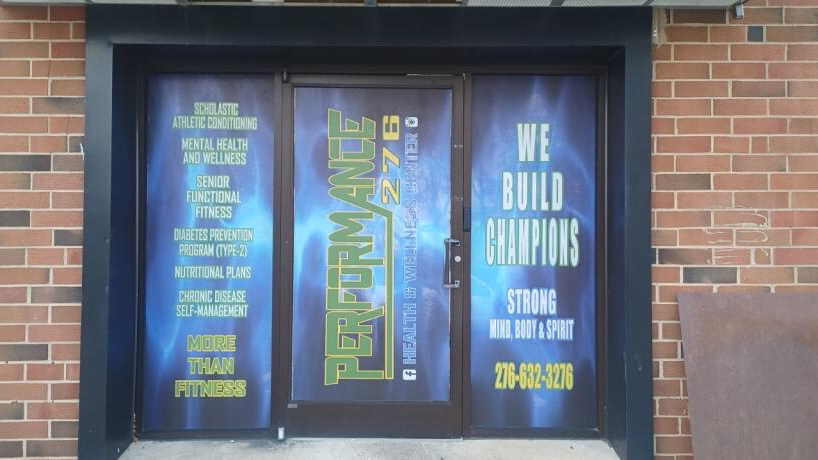 SCHOLASTIC
ATHLETIC CONDITIONING
MENTAL HEALTH
AND WELLNESS
SENIOR
FUNCTIONAL
FITNESS
DIABETES PREVENTION
PROGRAM (TYPE-2)
NUTRITIONAL PLANS
CHRONIC DISEASE
SELF-MANAGEMENT
MORE
THAN
FITNESS
PERFORMANCE
276
HEALTH & WELLNESS CENTER
WE
BUILD
CHAMPIONS
STRONG
MIND, BODY & SPIRIT
276-632-3276